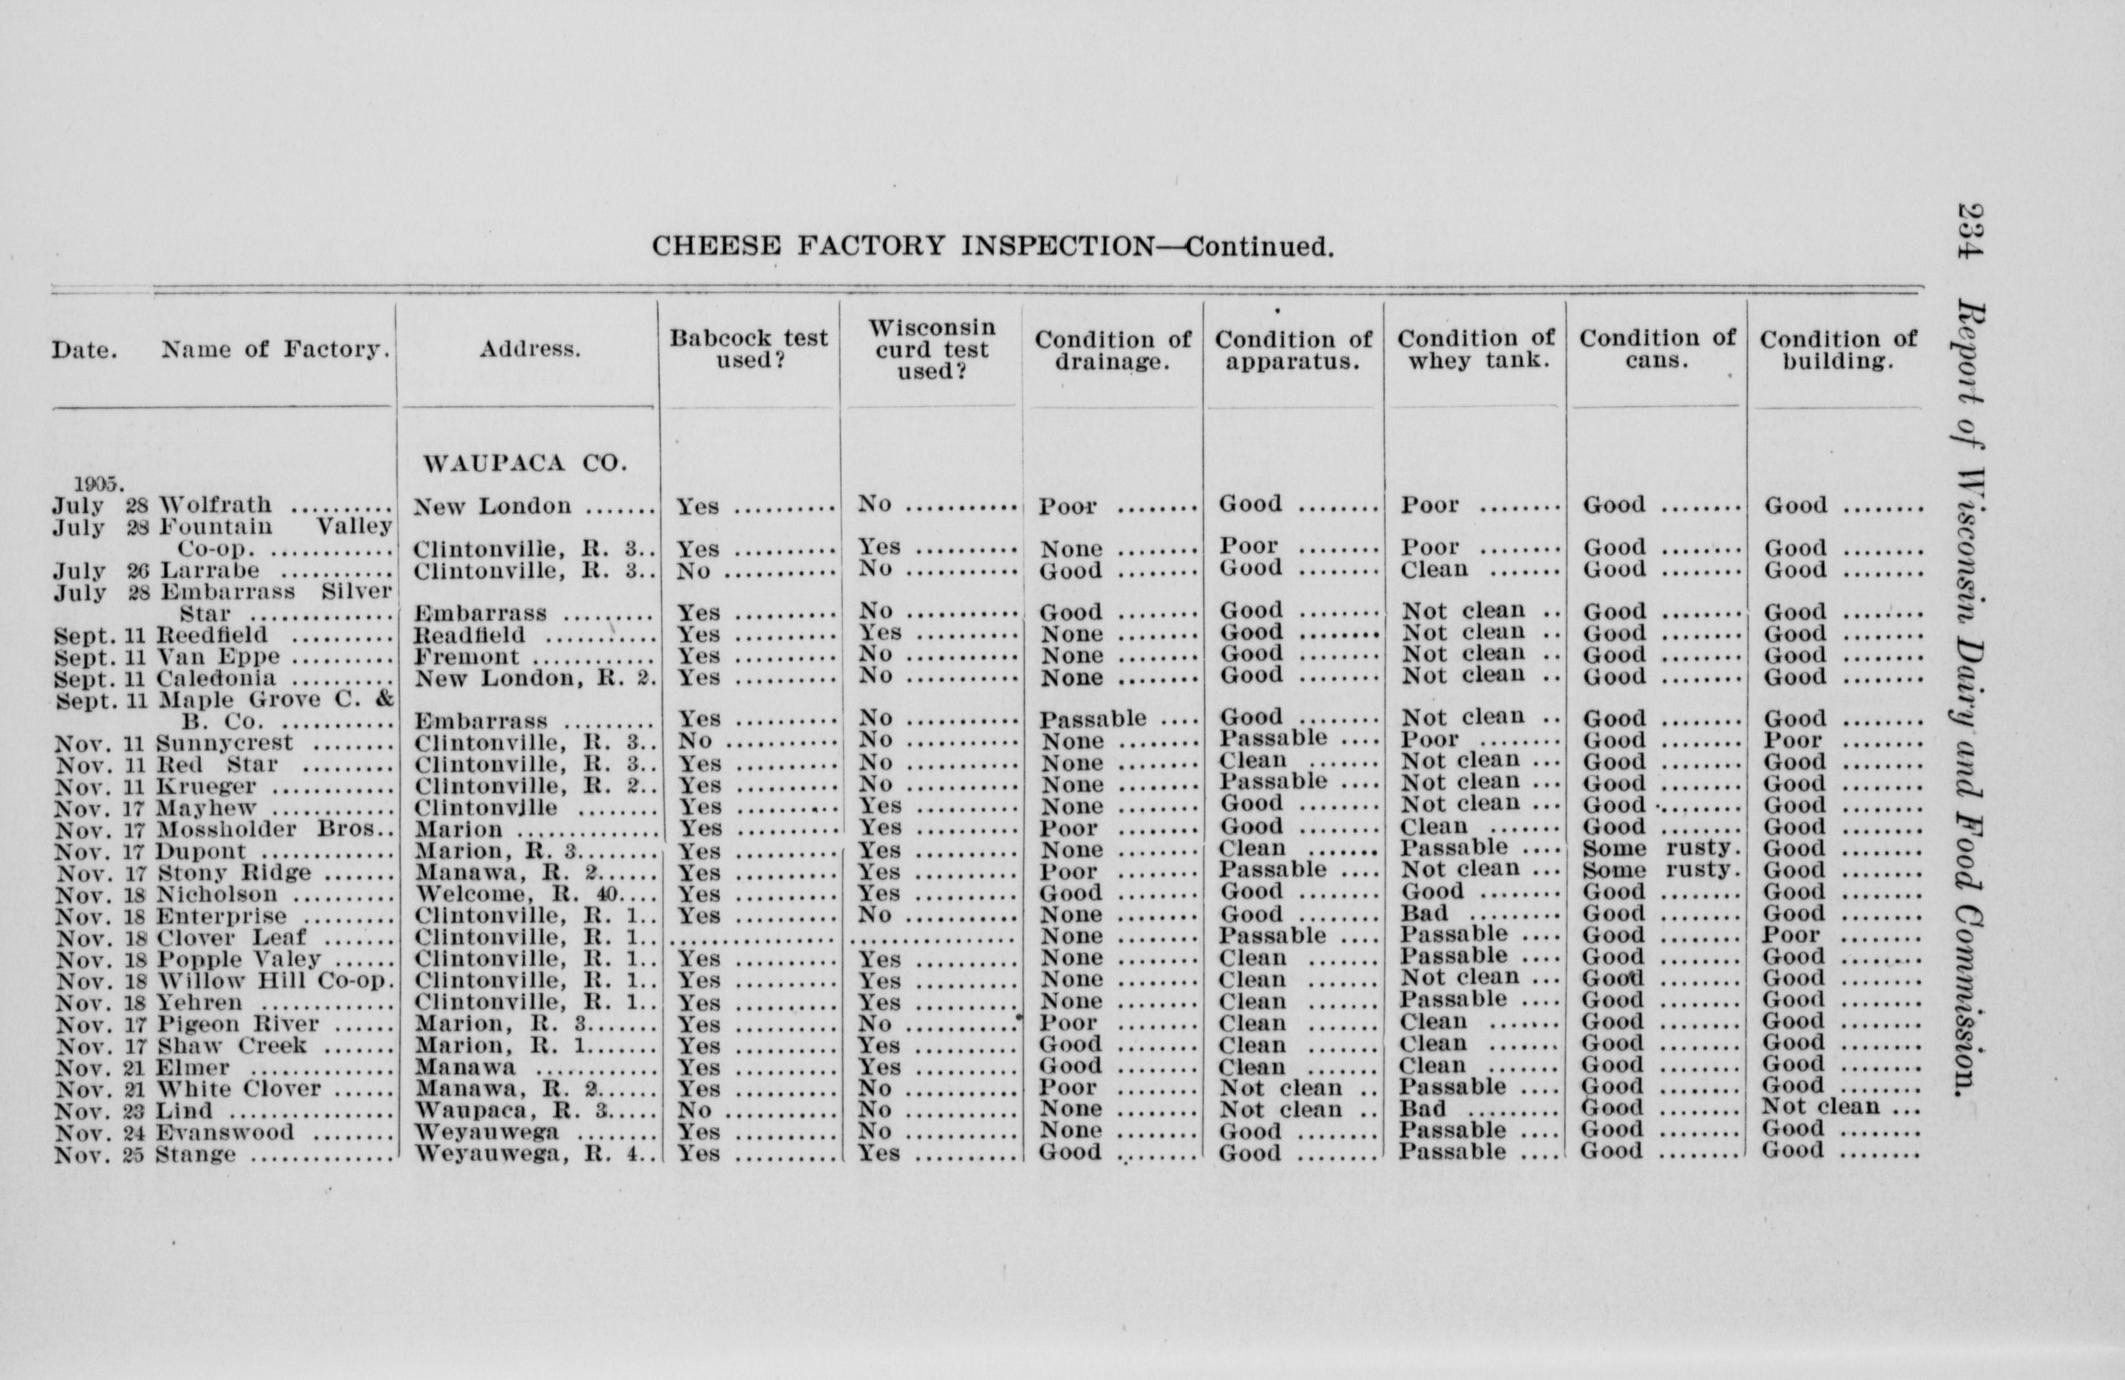 CHEESE FACTORY INSPECTION—Continued.
Date. Name of Factory. Address. Babcock test used? Wisconsin curd test used? Condition of drainage. Condition of apparatus. Condition of whey tank. Condition of cans. Condition of building.
WAUPACA CO.
1905.
July 28 Wolfrath .......... New London ....... Yes .......... No ........... Poor ........ Good ........ Poor ........ Good ........ Good ........
July 28 Fountain Valley
Co-op. ............ Clintonville, R. 3.. Yes .......... Yes .......... None ........ Poor ........ Poor ........ Good ........ Good ........
July 26 Larrabe ........... Clintonville, R. 3.. No ........... No ........... Good ........ Good ........ Clean ....... Good ........ Good ........
July 28 Embarrass Silver
Star .............. Embarrass ......... Yes .......... No ........... Good ........ Good ........ Not clean .. Good ........ Good ........
Sept. 11 Reedfield .......... Readfield ........... Yes .......... Yes .......... None ........ Good ........ Not clean .. Good ........ Good ........
Sept. 11 Van Eppe .......... Fremont ............ Yes .......... No ........... None ........ Good ........ Not clean .. Good ........ Good ........
Sept. 11 Caledonia .......... New London, R. 2. Yes .......... No ........... None ........ Good ........ Not clean .. Good ........ Good ........
Sept. 11 Maple Grove C. &
B. Co. ........... Embarrass ......... Yes .......... No ........... Passable .... Good ........ Not clean .. Good ........ Good ........
Nov. 11 Sunnycrest ........ Clintonville, R. 3.. No ........... No ........... None ........ Passable .... Poor ........ Good ........ Poor ........
Nov. 11 Red Star ......... Clintonville, R. 3.. Yes .......... No ........... None ........ Clean ....... Not clean ... Good ........ Good ........
Nov. 11 Krueger ............ Clintonville, R. 2.. Yes .......... No ........... None ........ Passable .... Not clean ... Good ........ Good ........
Nov. 17 Mayhew ............ Clintonville ........ Yes .......... Yes .......... None ........ Good ........ Not clean ... Good ........ Good ........
Nov. 17 Mossholder Bros.. Marion .............. Yes .......... Yes .......... Poor ........ Good ........ Clean ....... Good ........ Good ........
Nov. 17 Dupont ............. Marion, R. 3........ Yes .......... Yes .......... None ........ Clean ....... Passable .... Some rusty. Good ........
Nov. 17 Stony Ridge ....... Manawa, R. 2...... Yes .......... Yes .......... Poor ........ Passable .... Not clean ... Some rusty. Good ........
Nov. 18 Nicholson .......... Welcome, R. 40.... Yes .......... Yes .......... Good ........ Good ........ Good ........ Good ........ Good ........
Nov. 18 Enterprise ......... Clintonville, R. 1.. Yes .......... No ........... None ........ Good ........ Bad ......... Good ........ Good ........
Nov. 18 Clover Leaf ....... Clintonville, R. 1.. ................ ................ None ........ Passable .... Passable .... Good ........ Poor ........
Nov. 18 Popple Valey ...... Clintonville, R. 1.. Yes .......... Yes .......... None ........ Clean ....... Passable .... Good ........ Good ........
Nov. 18 Willow Hill Co-op. Clintonville, R. 1.. Yes .......... Yes .......... None ........ Clean ....... Not clean ... Good ........ Good ........
Nov. 18 Yehren ............. Clintonville, R. 1.. Yes .......... Yes .......... None ........ Clean ....... Passable .... Good ........ Good ........
Nov. 17 Pigeon River ...... Marion, R. 3....... Yes .......... No ........... Poor ........ Clean ....... Clean ....... Good ........ Good ........
Nov. 17 Shaw Creek ....... Marion, R. 1....... Yes .......... Yes .......... Good ........ Clean ....... Clean ....... Good ........ Good ........
Nov. 21 Elmer .............. Manawa ............ Yes .......... Yes .......... Good ........ Clean ....... Clean ....... Good ........ Good ........
Nov. 21 White Clover ...... Manawa, R. 2...... Yes .......... No ........... Poor ........ Not clean .. Passable .... Good ........ Good ........
Nov. 23 Lind ................ Waupaca, R. 3..... No ........... No ........... None ........ Not clean .. Bad ......... Good ........ Not clean ...
Nov. 24 Evanswood ........ Weyauwega ........ Yes .......... No ........... None ........ Good ........ Passable .... Good ........ Good ........
Nov. 25 Stange .............. Weyauwega, R. 4.. Yes .......... Yes .......... Good ........ Good ........ Passable .... Good ........ Good ........
234 Report of Wisconsin Dairy and Food Commission.